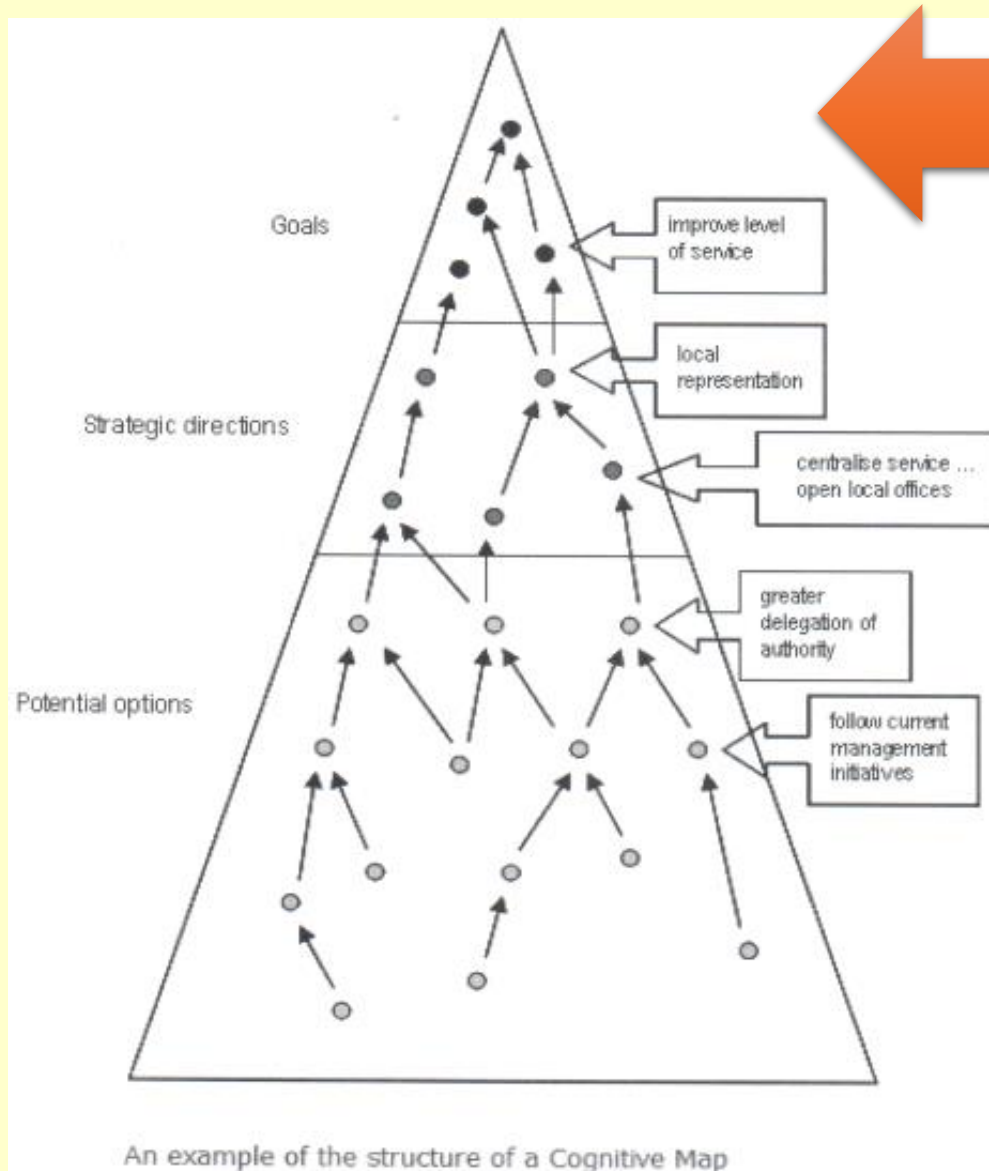 Goals
improve level
of service
local
representation
Strategic directions
centralise service ...
open local offices
greater
delegation of
authority
Potential options
follow current
management
initiatives
An example of the structure of a Cognitive Map